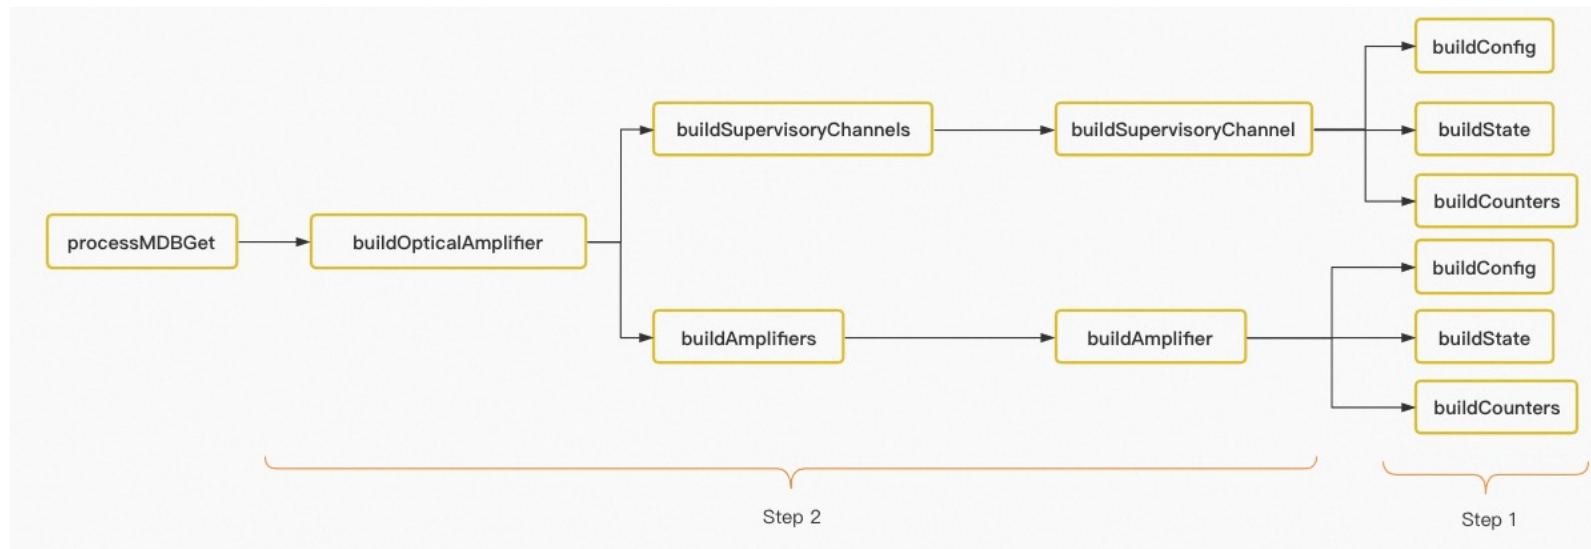 buildConfig
buildSupervisoryChannels
buildSupervisoryChannel
buildState
buildCounters
processMDBGet
buildOpticalAmplifier
buildConfig
buildAmplifiers
buildAmplifier
buildState
buildCounters
Step 2
Step 1